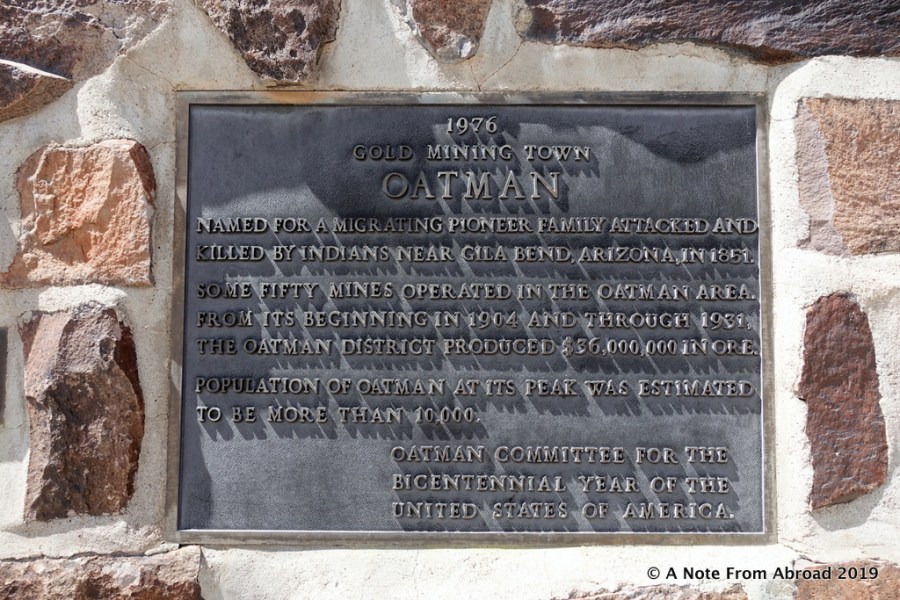 1976
GOLD MINING TOWN
OATMAN
NAMED FOR A MIGRATING PIONEER FAMILY ATTACKED AND
KILLED BY INDIANS NEAR GILA BEND, ARIZONA, IN 1851.
SOME FIFTY MINES OPERATED IN THE OATMAN AREA.
FROM ITS BEGINNING IN 1904 AND THROUGH 1931,
THE OATMAN DISTRICT PRODUCED $36,000,000 IN ORE.
POPULATION OF OATMAN AT ITS PEAK WAS ESTIMATED
TO BE MORE THAN 10,000.
OATMAN COMMITTEE FOR THE
BICENTENNIAL YEAR OF THE
UNITED STATES OF AMERICA.
© A Note From Abroad 2019